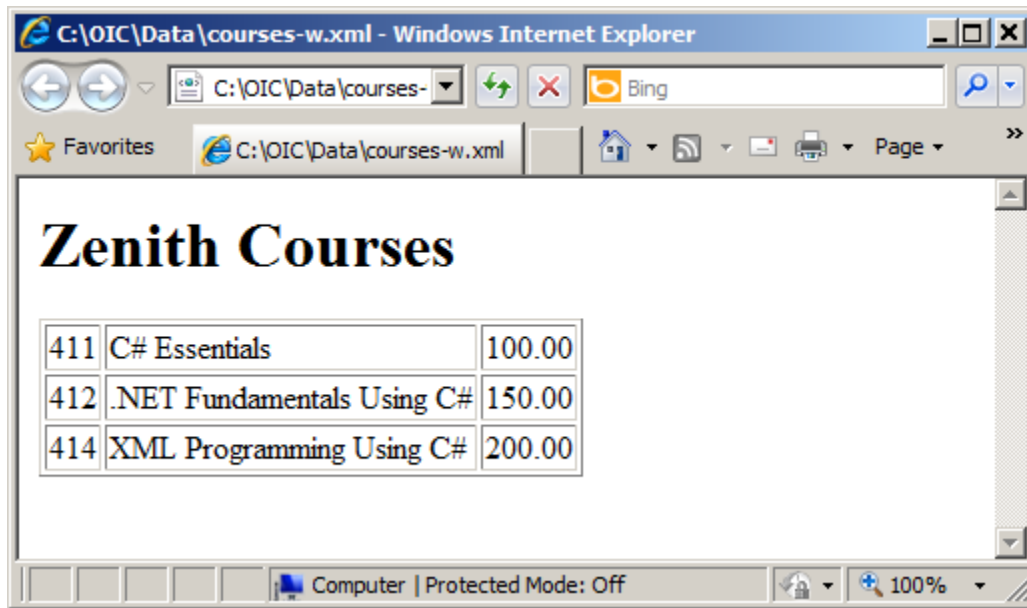 C:\OIC\Data\courses-w.xml - Windows Internet Explorer
C:\OIC\Data\courses- Bing
Favorites C:\OIC\Data\courses-w.xml Page »
Zenith Courses
411 C# Essentials 100.00
412 .NET Fundamentals Using C# 150.00
414 XML Programming Using C# 200.00
Computer | Protected Mode: Off 100%